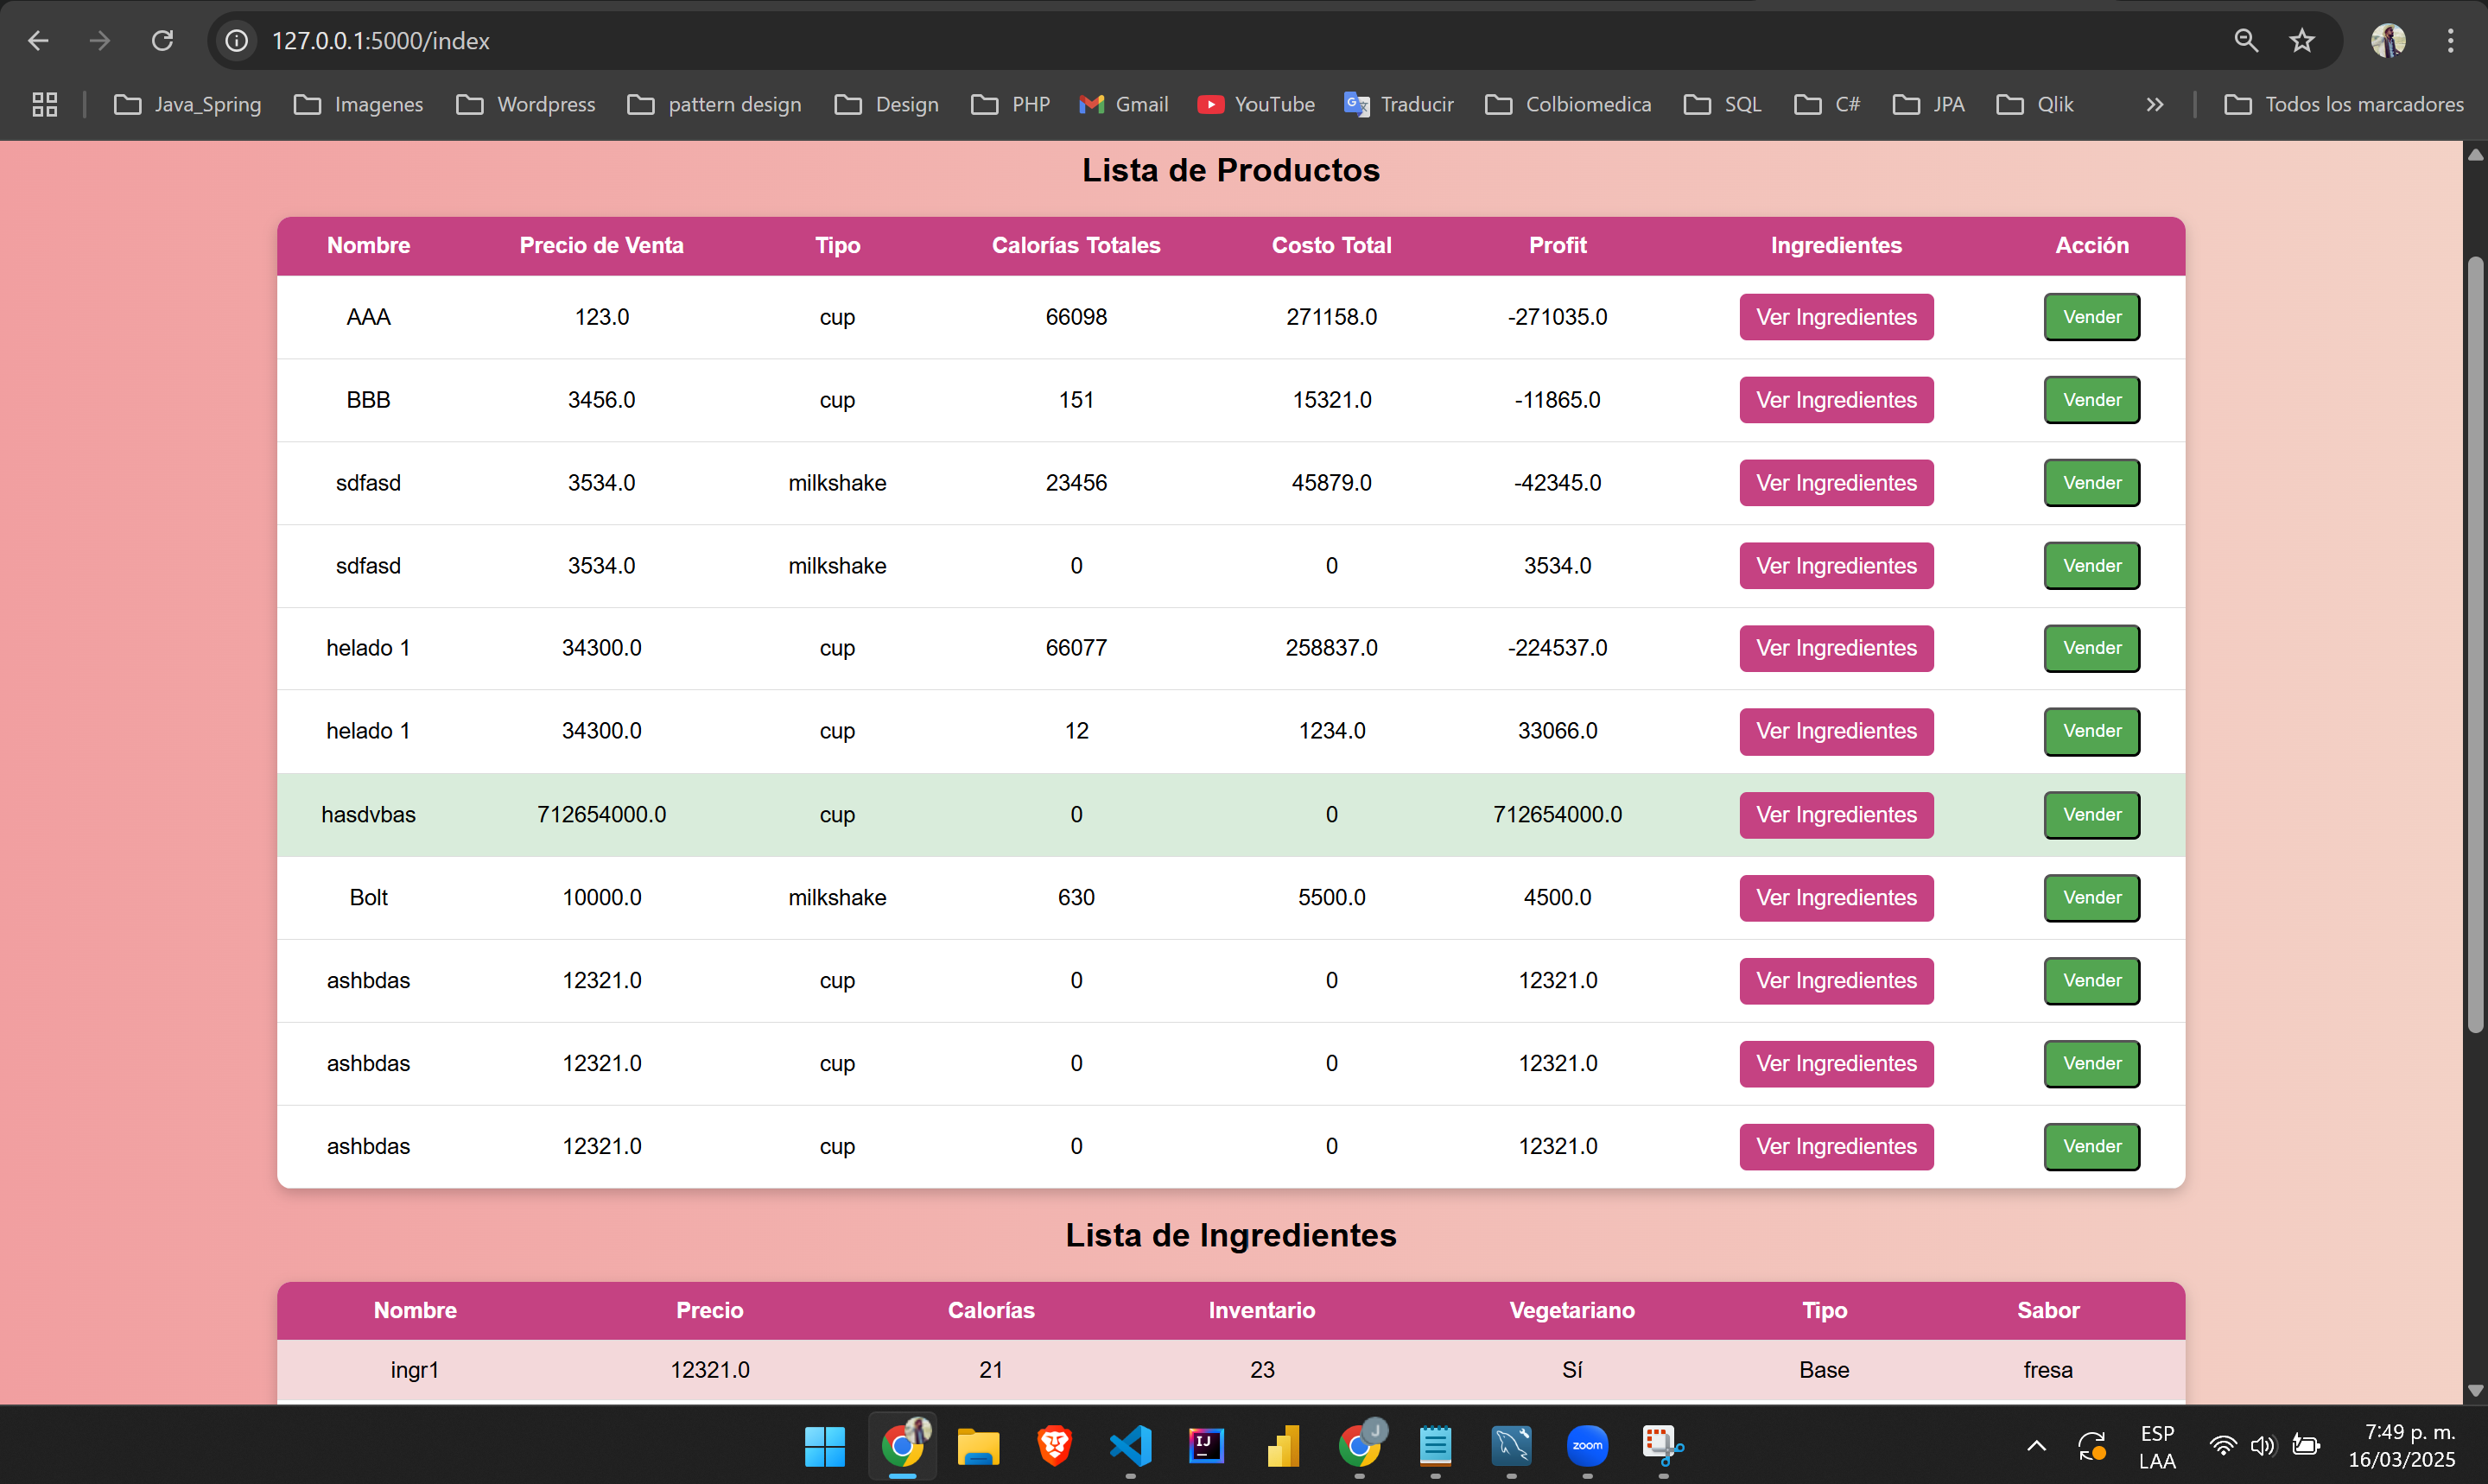 127.0.0.1:5000/index
Java_Spring Imagenes Wordpress pattern design Design PHP Gmail YouTube Traducir Colbiomedica SQL C# JPA Qlik Todos los marcadores
Lista de Productos
Nombre Precio de Venta Tipo Calorías Totales Costo Total Profit Ingredientes Acción
AAA 123.0 cup 66098 271158.0 -271035.0 Ver Ingredientes Vender
BBB 3456.0 cup 151 15321.0 -11865.0 Ver Ingredientes Vender
sdfasd 3534.0 milkshake 23456 45879.0 -42345.0 Ver Ingredientes Vender
sdfasd 3534.0 milkshake 0 0 3534.0 Ver Ingredientes Vender
helado 1 34300.0 cup 66077 258837.0 -224537.0 Ver Ingredientes Vender
helado 1 34300.0 cup 12 1234.0 33066.0 Ver Ingredientes Vender
hasdvbas 712654000.0 cup 0 0 712654000.0 Ver Ingredientes Vender
Bolt 10000.0 milkshake 630 5500.0 4500.0 Ver Ingredientes Vender
ashbdas 12321.0 cup 0 0 12321.0 Ver Ingredientes Vender
ashbdas 12321.0 cup 0 0 12321.0 Ver Ingredientes Vender
ashbdas 12321.0 cup 0 0 12321.0 Ver Ingredientes Vender
Lista de Ingredientes
Nombre Precio Calorías Inventario Vegetariano Tipo Sabor
ingr1 12321.0 21 23 Sí Base fresa
IJ J zoom
ESP 7:49 p. m.
LAA 16/03/2025